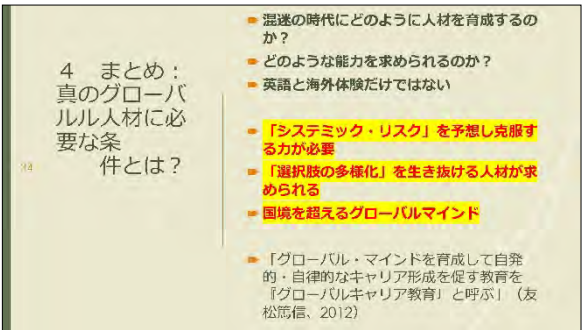 4　まとめ：
真のグローバ
ルル人材に必
要な条
件とは？
混迷の時代にどのように人材を育成するの
か？
どのような能力を求められるのか？
英語と海外体験だけではない
「システミック・リスク」を予想し克服す
る力が必要
「選択肢の多様化」を生き抜ける人材が求
められる
国境を超えるグローバルマインド
「グローバル・マインドを育成して自発
的・自律的なキャリア形成を促す教育を
『グローバルキャリア教育」と呼ぶ」（友
松篤信、2012）